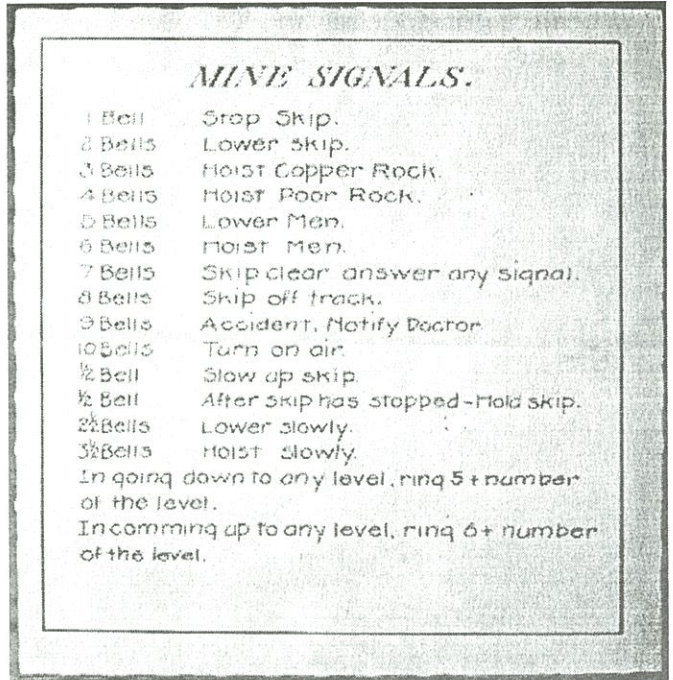 MINE SIGNALS.
1 Bell Stop Skip.
2 Bells Lower skip.
3 Bells Hoist Copper Rock.
4 Bells Hoist Poor Rock.
5 Bells Lower Men.
6 Bells Hoist Men.
7 Bells Skip clear answer any signal.
8 Bells Skip off track.
9 Bells Accident, Notify Doctor
10 Bells Turn on air.
½ Bell Slow up skip.
½ Bell After skip has stopped-Hold skip.
2½ Bells Lower slowly.
3½ Bells Hoist slowly.
In going down to any level, ring 5+number
of the level.
In comming up to any level, ring 6+ number
of the level.